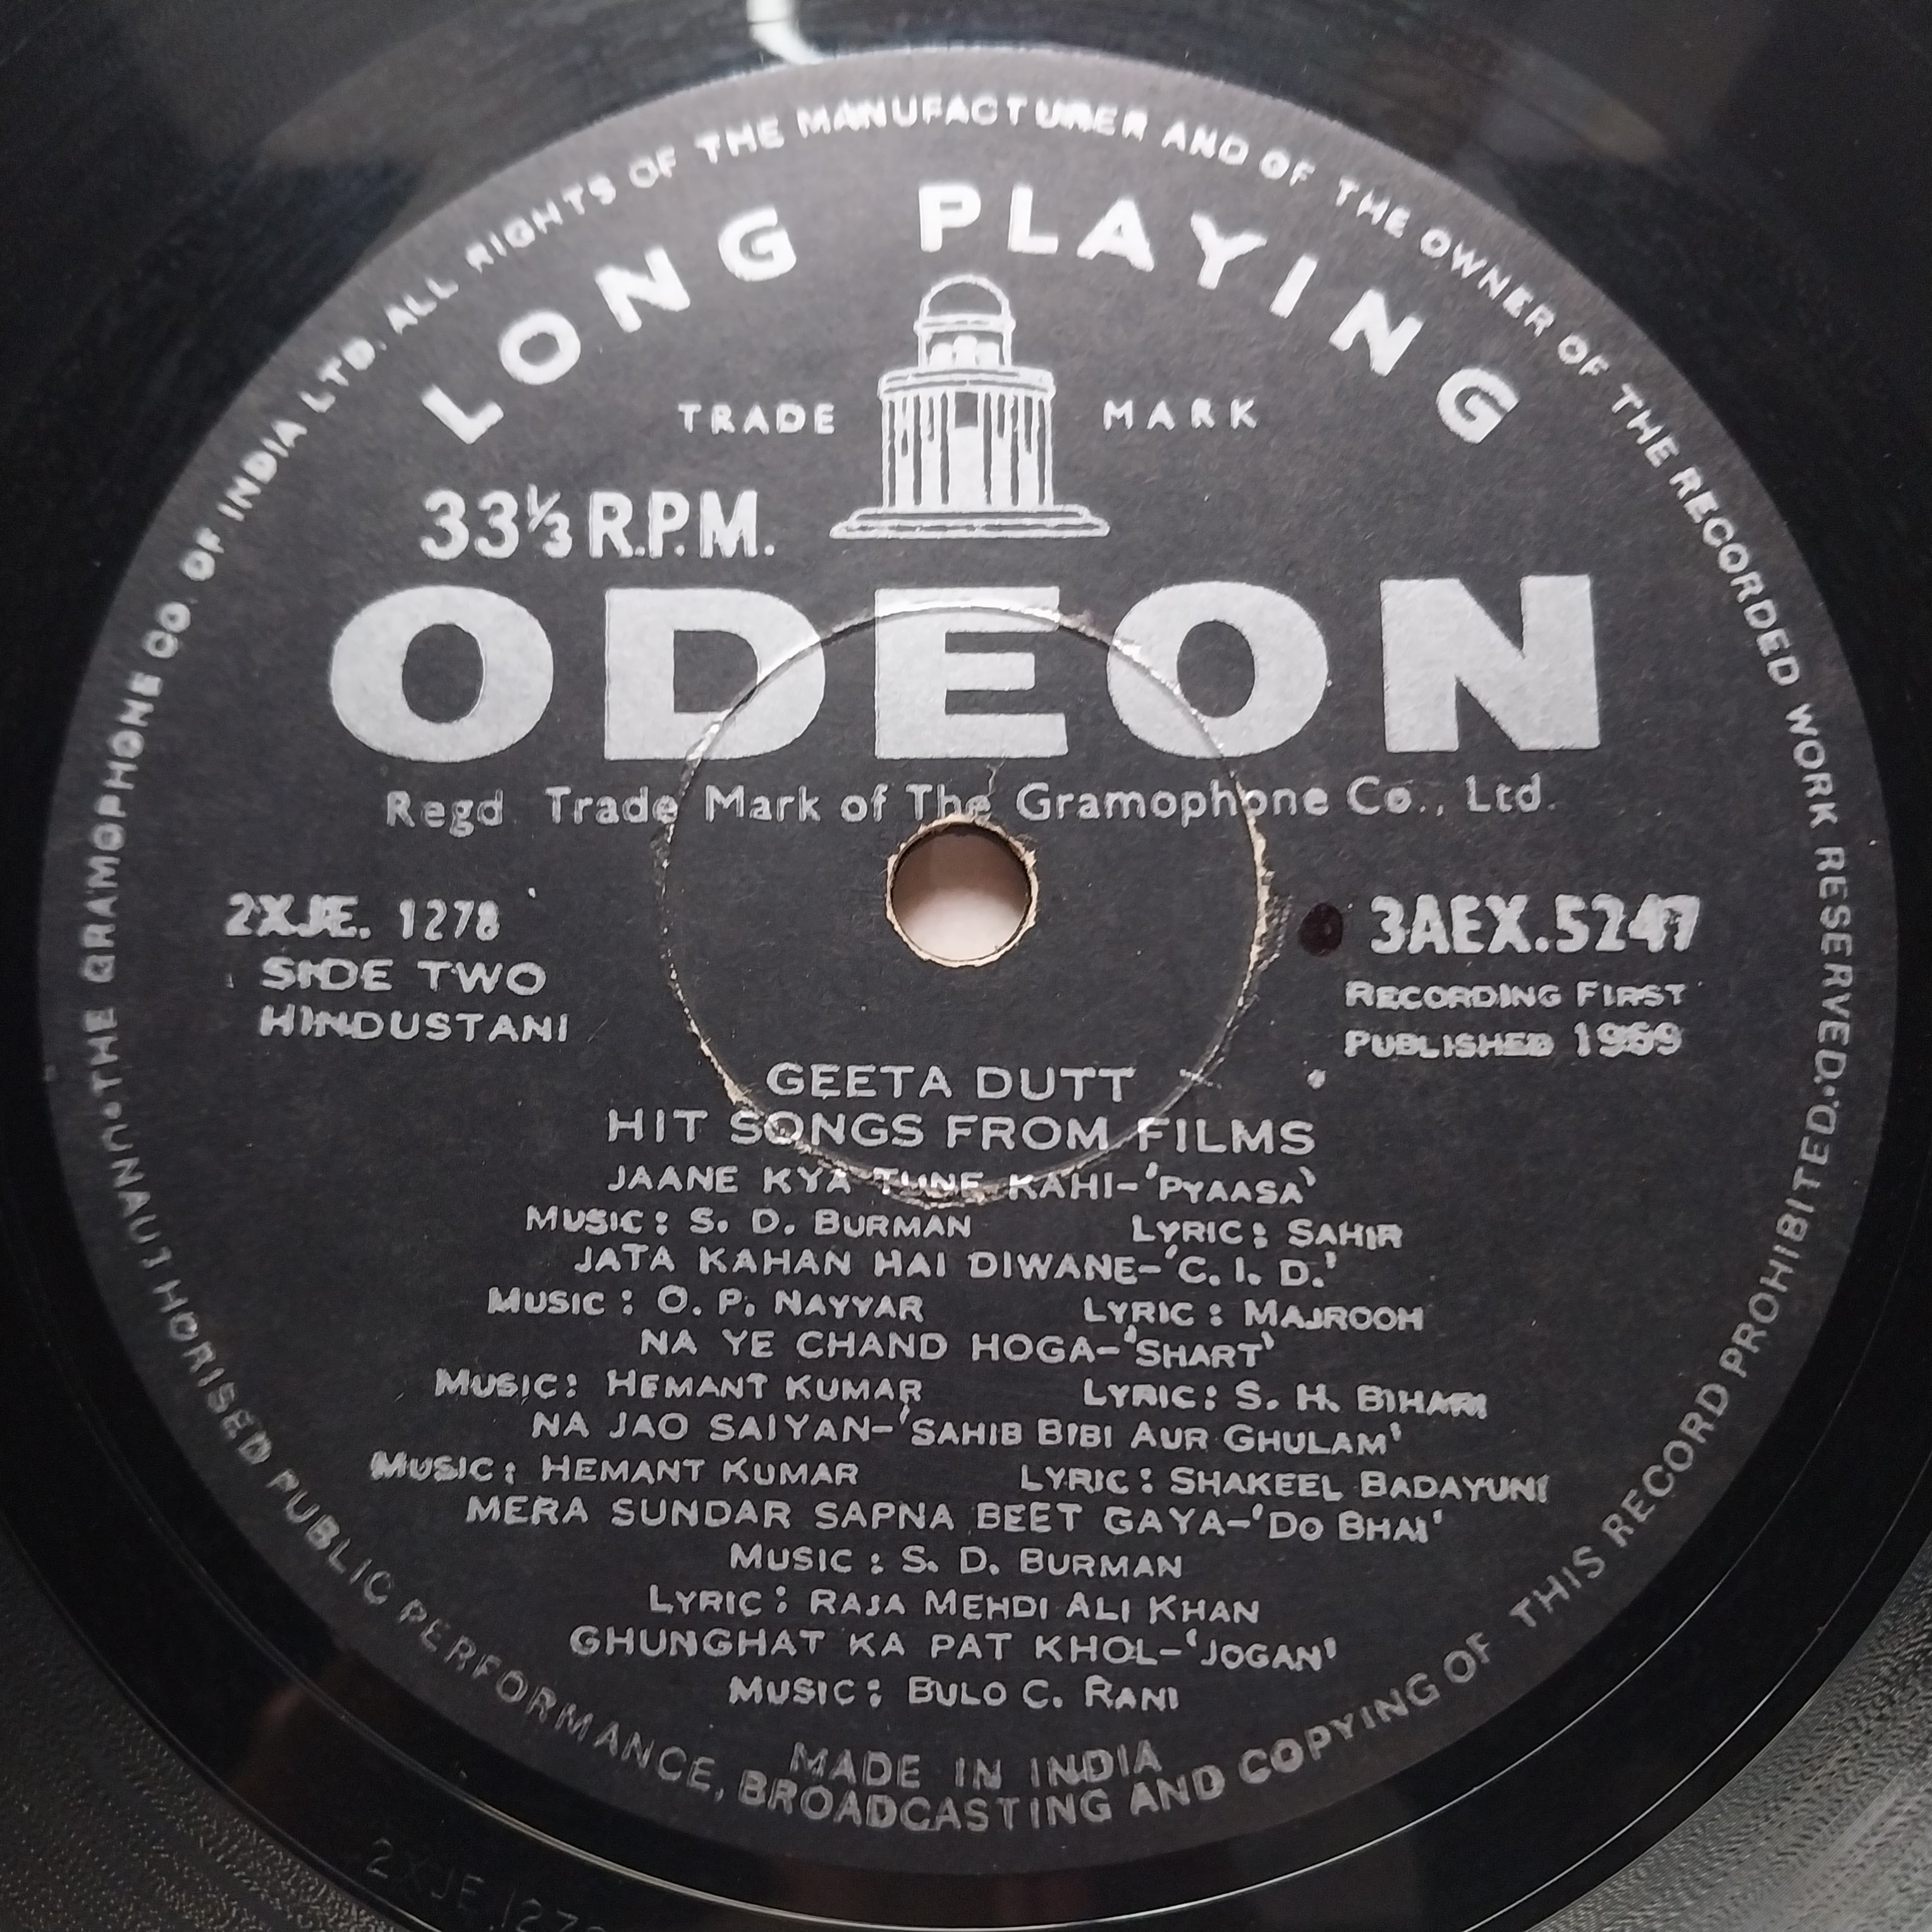 THE GRAMOPHONE CO. OF INDIA LTD. ALL RIGHTS OF THE MANUFACTURER AND OF THE OWNER OF THE RECORDED WORK RESERVED. UNAUTHORISED PUBLIC PERFORMANCE, BROADCASTING AND COPYING OF THIS RECORD PROHIBITED.
LONG PLAYING
TRADE MARK
33⅓ R.P.M.
ODEON
Regd Trade Mark of The Gramophone Co., Ltd.
2XJE. 1278
SIDE TWO
HINDUSTANI
3AEX.5247
RECORDING FIRST
PUBLISHED 1969
GEETA DUTT
HIT SONGS FROM FILMS
JAANE KYA TUNE KAHI-'PYAASA'
MUSIC: S. D. BURMAN LYRIC: SAHIR
JATA KAHAN HAI DIWANE-'C. I. D.'
MUSIC: O. P. NAYYAR LYRIC: MAJROOH
NA YE CHAND HOGA-'SHART'
MUSIC: HEMANT KUMAR LYRIC: S. H. BIHARI
NA JAO SAIYAN-'SAHIB BIBI AUR GHULAM'
MUSIC: HEMANT KUMAR LYRIC: SHAKEEL BADAYUNI
MERA SUNDAR SAPNA BEET GAYA-'DO BHAI'
MUSIC: S. D. BURMAN
LYRIC: RAJA MEHDI ALI KHAN
GHUNGHAT KA PAT KHOL-'JOGAN'
MUSIC: BULO C. RANI
MADE IN INDIA